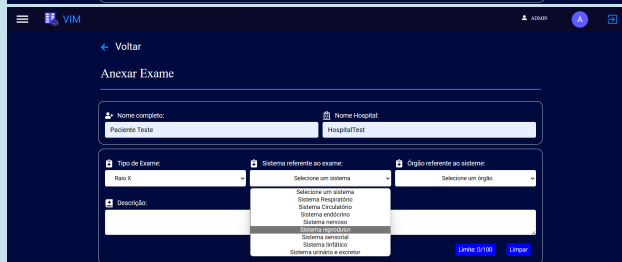 VIM
ADMIN
A
Voltar
Anexar Exame
Nome completo:
Nome Hospital:
Paciente Teste
HospitalTest
Tipo de Exame:
Sistema referente ao exame:
Órgão referente ao sisteme:
Raio X
Selecione um sistema
Selecione um órgão
Selecione um sistema
Sistema Respiratório
Sistema Circulatório
Sistema endócrino
Sistema nervoso
Sistema reprodutor
Sistema sensorial
Sistema linfático
Sistema urinário e excretor
Descrição:
Limite: 0/100
Limpar